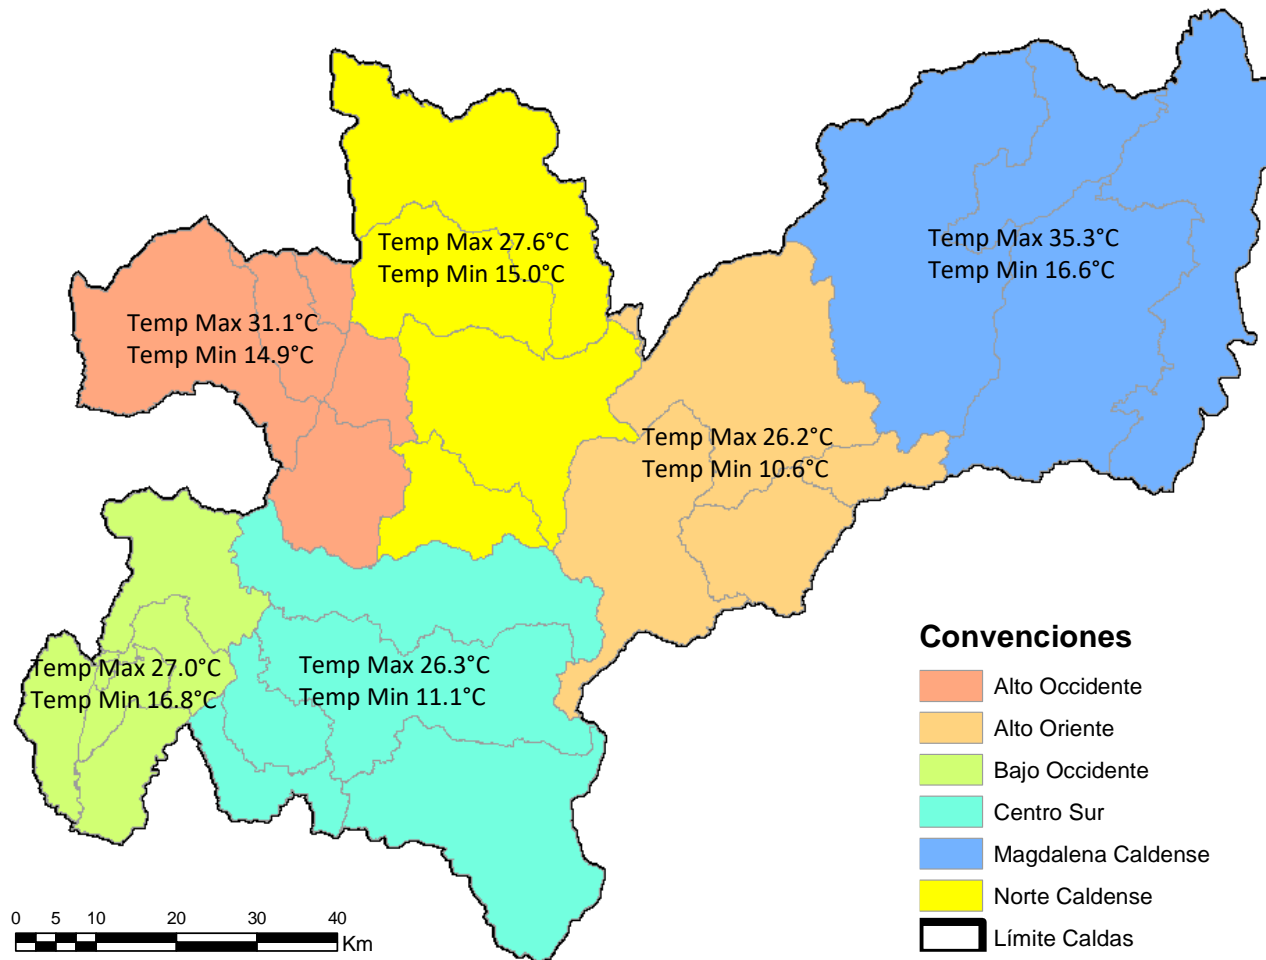 Temp Max 27.6°C
Temp Min 15.0°C
Temp Max 35.3°C
Temp Min 16.6°C
Temp Max 31.1°C
Temp Min 14.9°C
Temp Max 26.2°C
Temp Min 10.6°C
Temp Max 27.0°C
Temp Min 16.8°C
Temp Max 26.3°C
Temp Min 11.1°C
Convenciones
Alto Occidente
Alto Oriente
Bajo Occidente
Centro Sur
Magdalena Caldense
Norte Caldense
Límite Caldas
0 5 10 20 30 40
Km